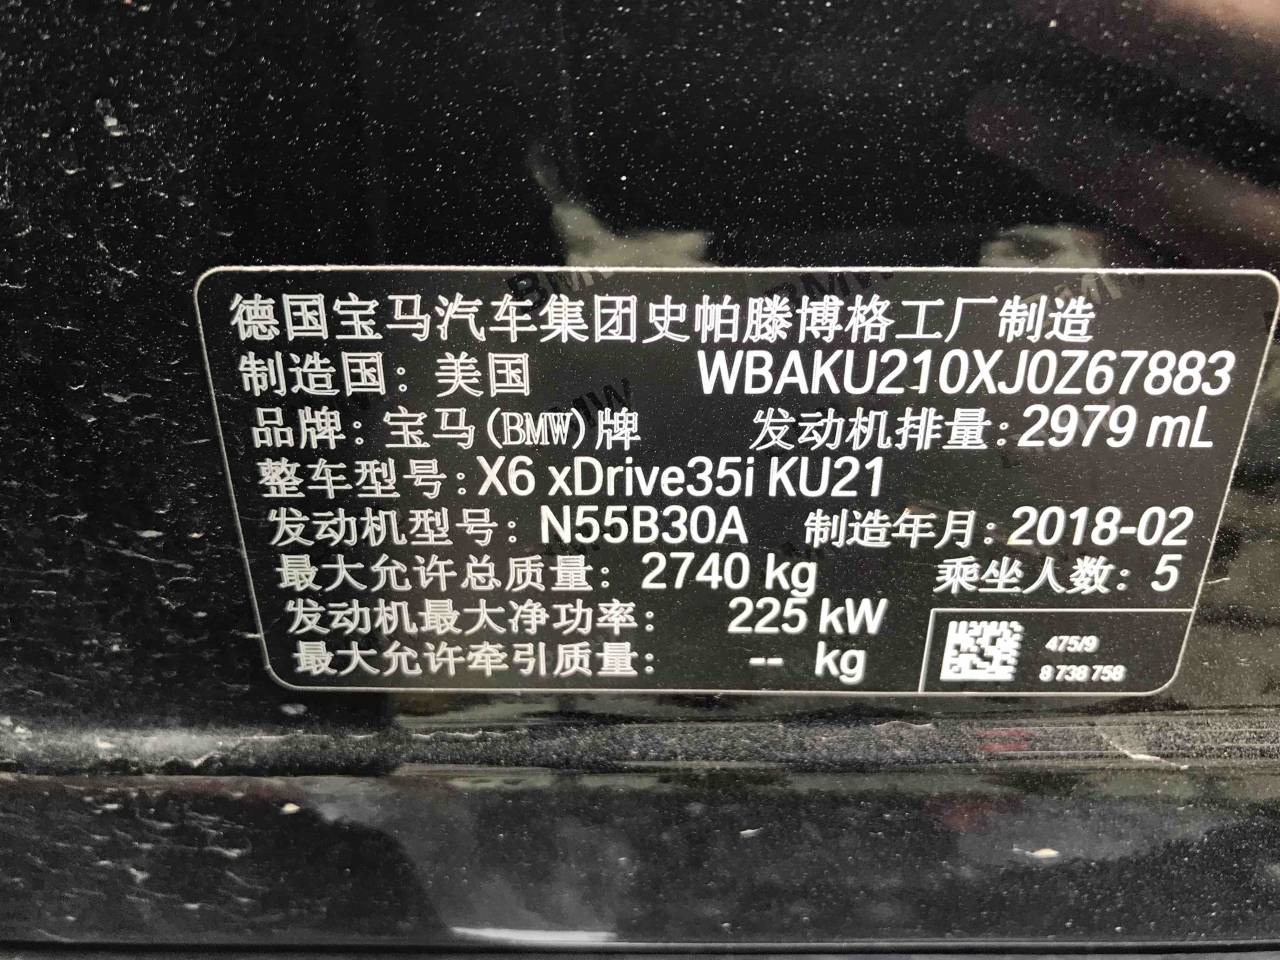 德国宝马汽车集团史帕滕博格工厂制造
制造国：美国 WBAKU210XJ0Z67883
品牌：宝马(BMW)牌 发动机排量：2979 mL
整车型号：X6 xDrive35i KU21
发动机型号：N55B30A 制造年月：2018-02
最大允许总质量：2740 kg 乘坐人数：5
发动机最大净功率：225 kW
最大允许牵引质量：-- kg
475/9
8 738 758